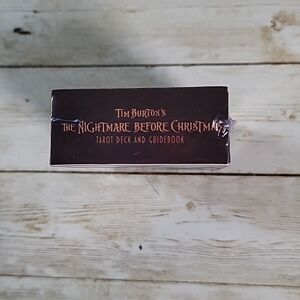 TIM BURTON'S
THE NIGHTMARE BEFORE CHRISTMAS
TAROT DECK AND GUIDEBOOK